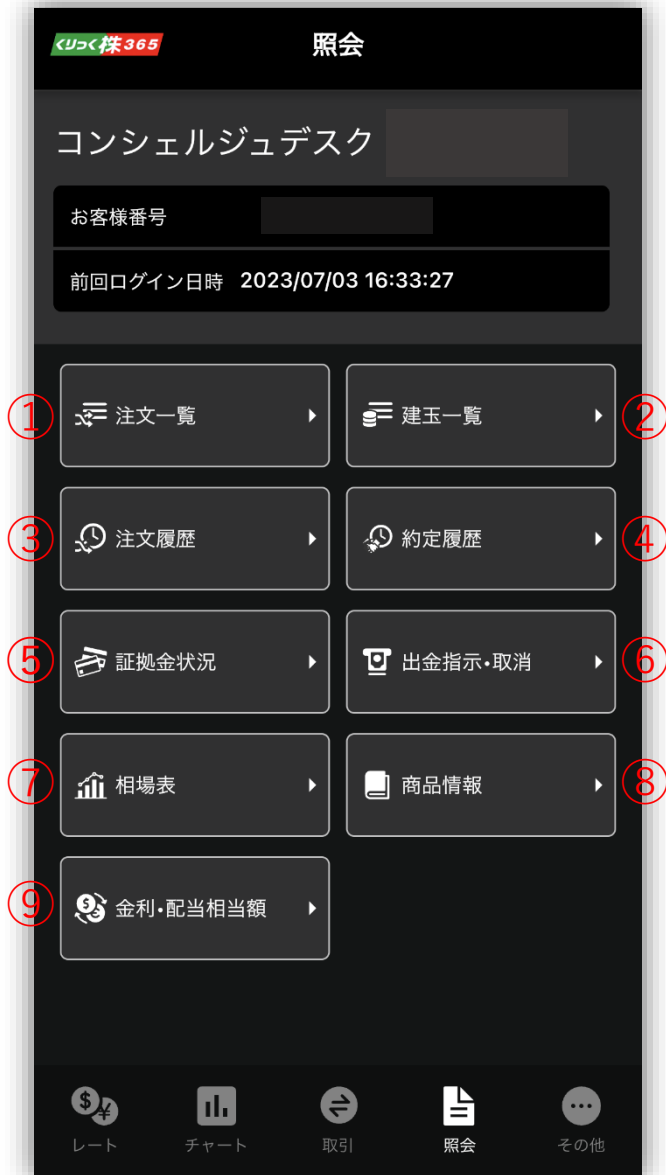 くりっく株365
照会
コンシェルジュデスク
お客様番号
前回ログイン日時 2023/07/03 16:33:27
① 注文一覧
建玉一覧 ②
③ 注文履歴
約定履歴 ④
⑤ 証拠金状況
出金指示・取消 ⑥
⑦ 相場表
商品情報 ⑧
⑨ 金利・配当相当額
レート
チャート
取引
照会
その他